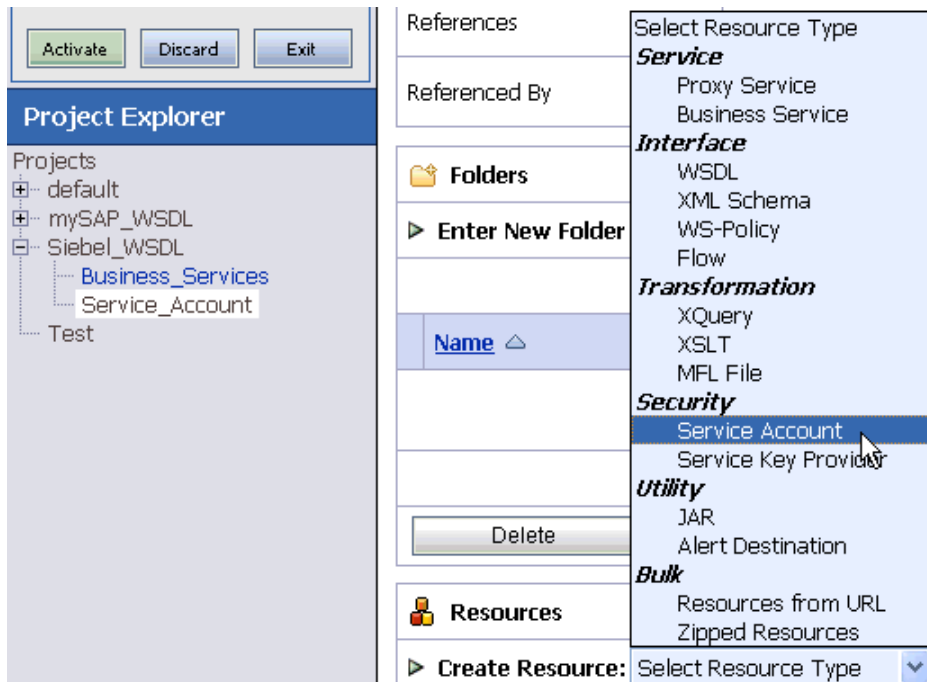 Activate Discard Exit
Project Explorer
Projects
default
mySAP_WSDL
Siebel_WSDL
Business_Services
Service_Account
Test
References
Referenced By
Folders
Enter New Folder
Name
Delete
Resources
Create Resource: Select Resource Type
Select Resource Type
Service
Proxy Service
Business Service
Interface
WSDL
XML Schema
WS-Policy
Flow
Transformation
XQuery
XSLT
MFL File
Security
Service Account
Service Key Provider
Utility
JAR
Alert Destination
Bulk
Resources from URL
Zipped Resources